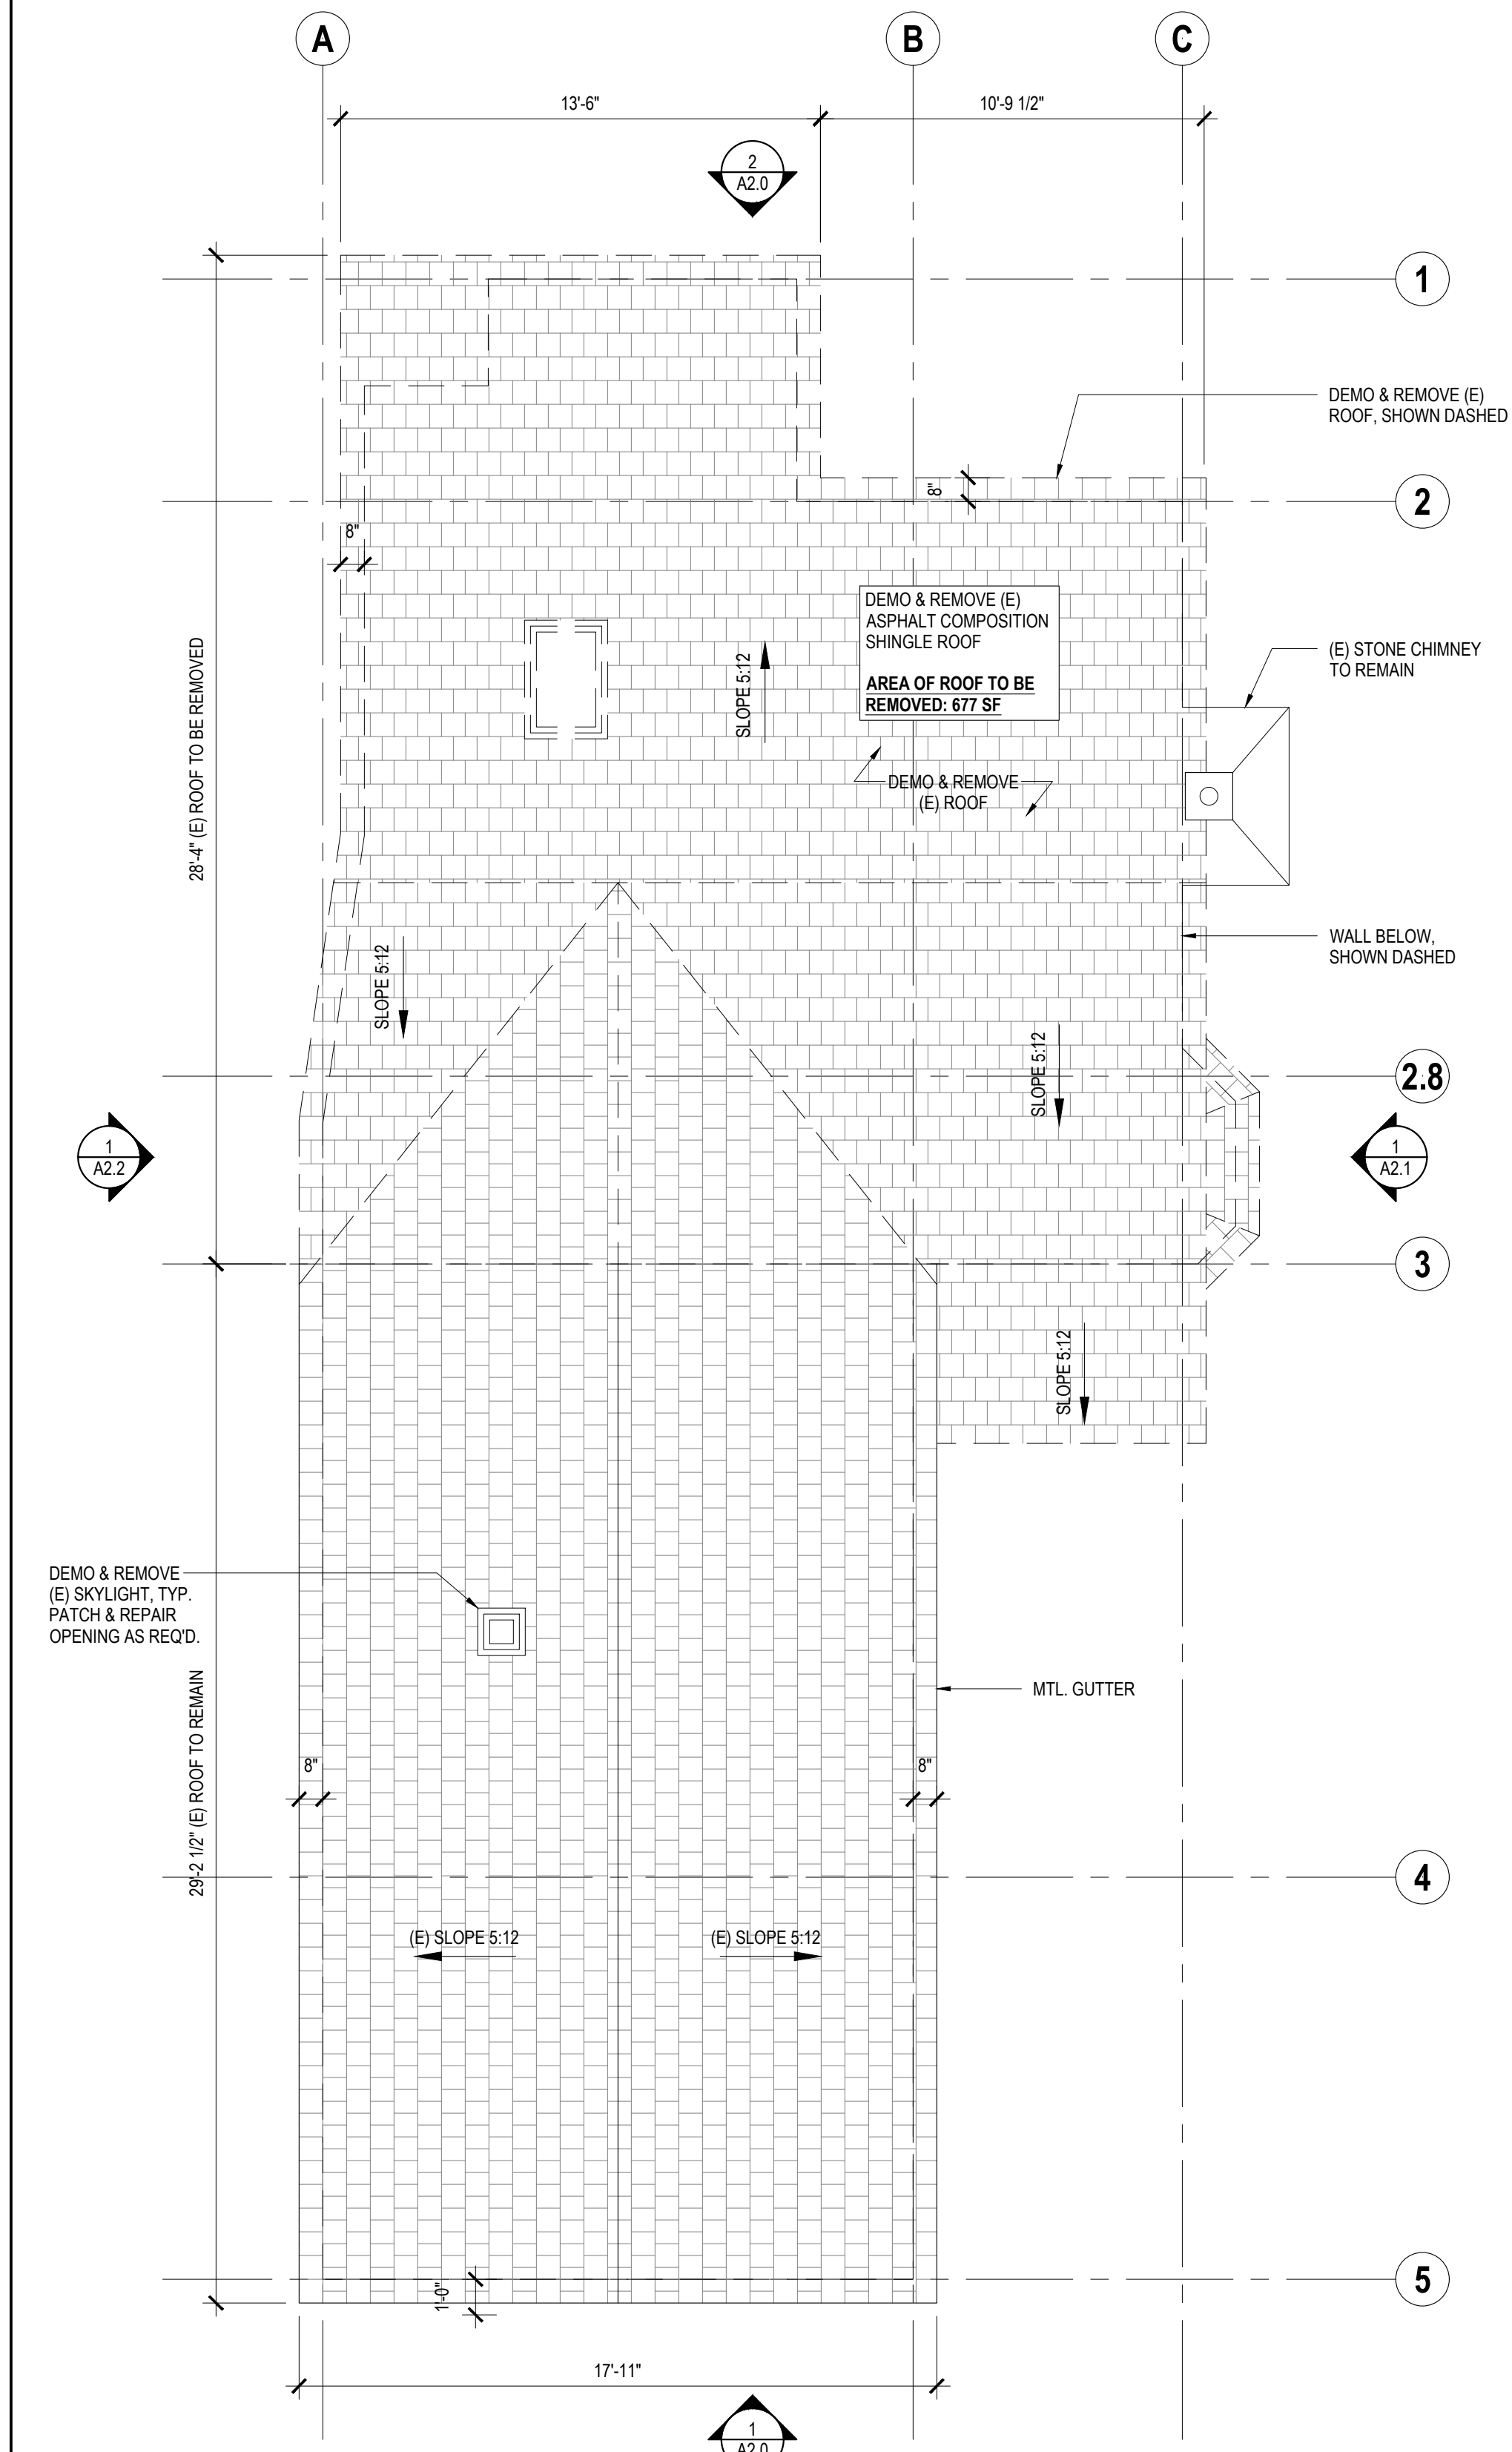 A
B
C
13'-6"
10'-9 1/2"
2
A2.0
1
DEMO & REMOVE (E)
ROOF, SHOWN DASHED
8"
2
8"
DEMO & REMOVE (E)
ASPHALT COMPOSITION
SHINGLE ROOF
AREA OF ROOF TO BE
REMOVED: 677 SF
(E) STONE CHIMNEY
TO REMAIN
SLOPE 5:12
28'-4" (E) ROOF TO BE REMOVED
DEMO & REMOVE
(E) ROOF
WALL BELOW,
SHOWN DASHED
SLOPE 5:12
SLOPE 5:12
2.8
1
A2.2
1
A2.1
3
SLOPE 5:12
DEMO & REMOVE
(E) SKYLIGHT, TYP.
PATCH & REPAIR
OPENING AS REQ'D.
MTL. GUTTER
29'-2 1/2" (E) ROOF TO REMAIN
8"
8"
4
(E) SLOPE 5:12
(E) SLOPE 5:12
5
1'-0"
17'-11"
1
A2.0